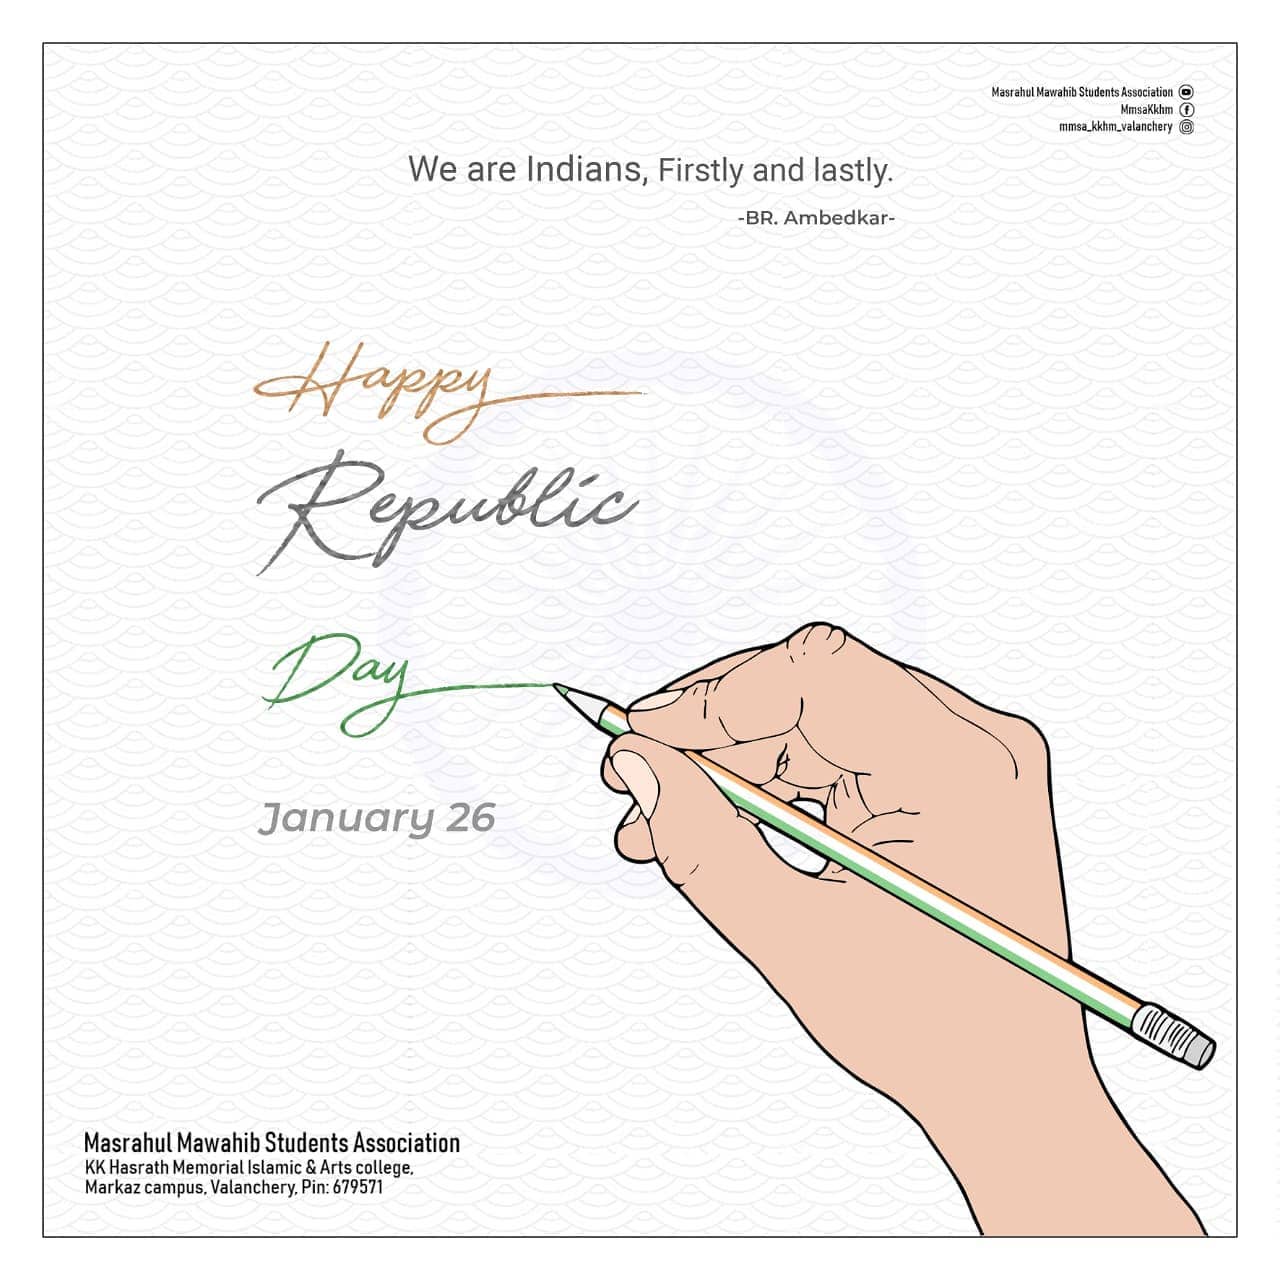 Masrahul Mawahib Students Association
MmsaKkhm
mmsa_kkhm_valanchery
We are Indians, Firstly and lastly.
-BR. Ambedkar-
Happy
Republic
Day
January 26
Masrahul Mawahib Students Association
KK Hasrath Memorial Islamic & Arts college,
Markaz campus, Valanchery, Pin: 679571